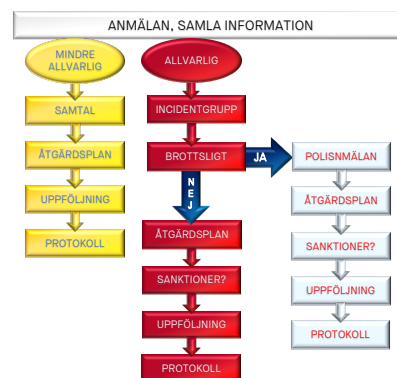 ANMÄLAN, SAMLA INFORMATION
MINDRE
ALLVARLIG
SAMTAL
ÅTGÄRDSPLAN
UPPFÖLJNING
PROTOKOLL
ALLVARLIG
INCIDENTGRUPP
BROTTSLIGT
JA
NEJ
ÅTGÄRDSPLAN
SANKTIONER?
UPPFÖLJNING
PROTOKOLL
POLISNMÄLAN
ÅTGÄRDSPLAN
SANKTIONER?
UPPFÖLJNING
PROTOKOLL